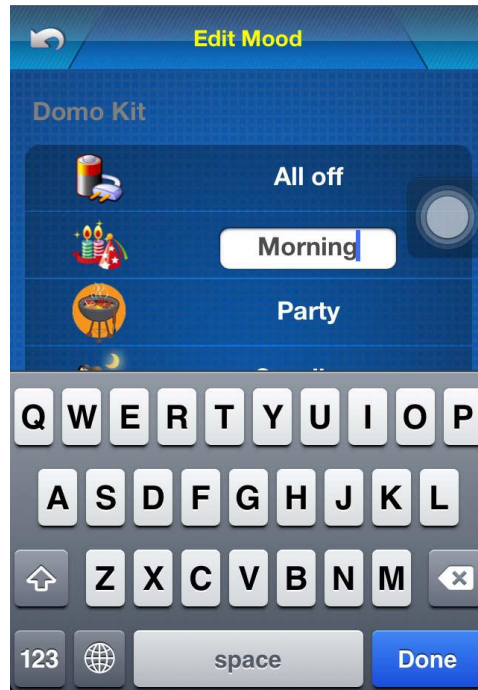 Edit Mood
Domo Kit
All off
Morning
Party
Q W E R T Y U I O P
A S D F G H J K L
Z X C V B N M
123 space Done